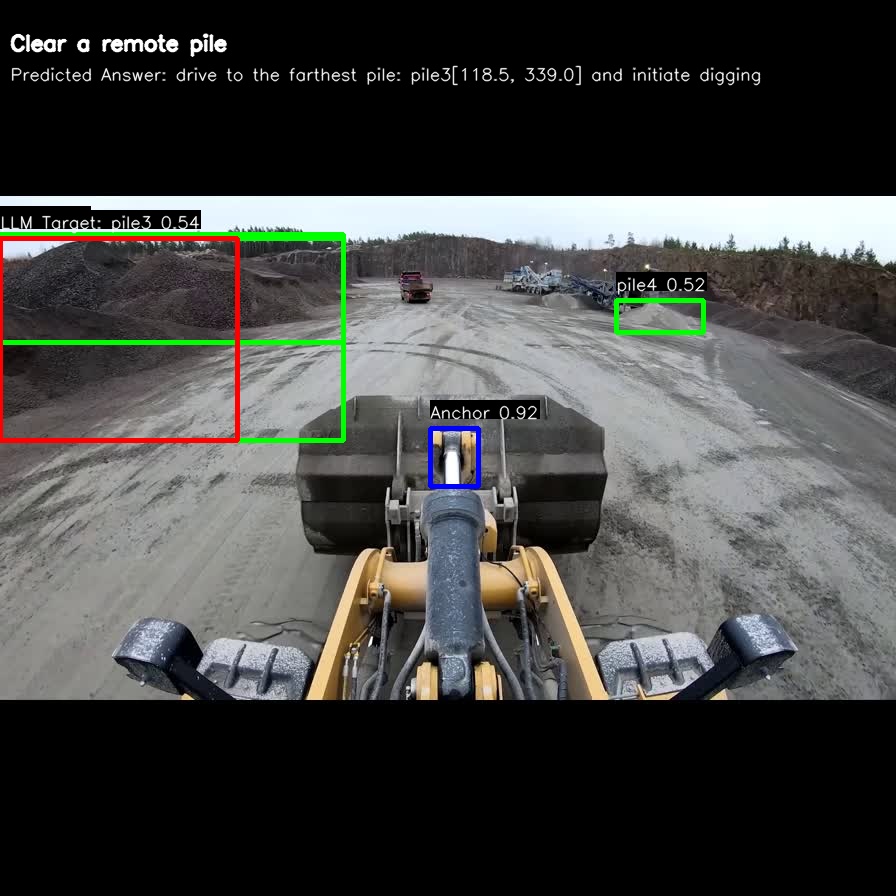 Clear a remote pile
Predicted Answer: drive to the farthest pile: pile3[118.5, 339.0] and initiate digging
LLM Target: pile3 0.54
pile4 0.52
Anchor 0.92